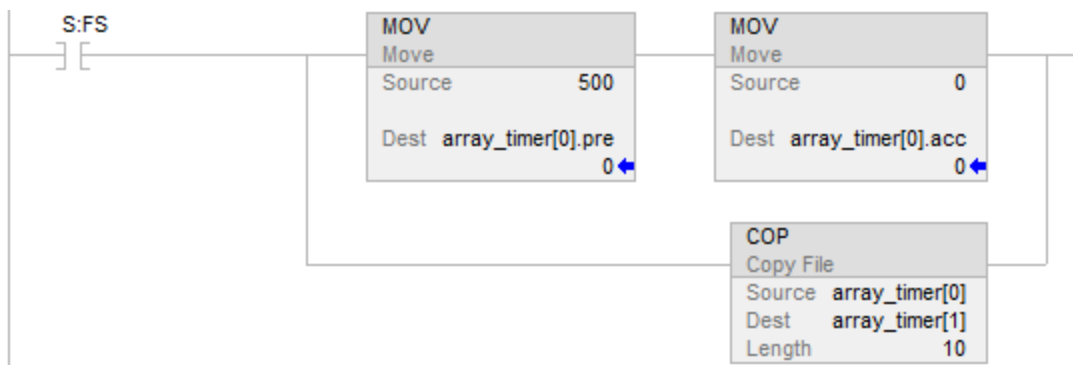 S:FS
MOV
Move
Source 500
Dest array_timer[0].pre
0
MOV
Move
Source 0
Dest array_timer[0].acc
0
COP
Copy File
Source array_timer[0]
Dest array_timer[1]
Length 10